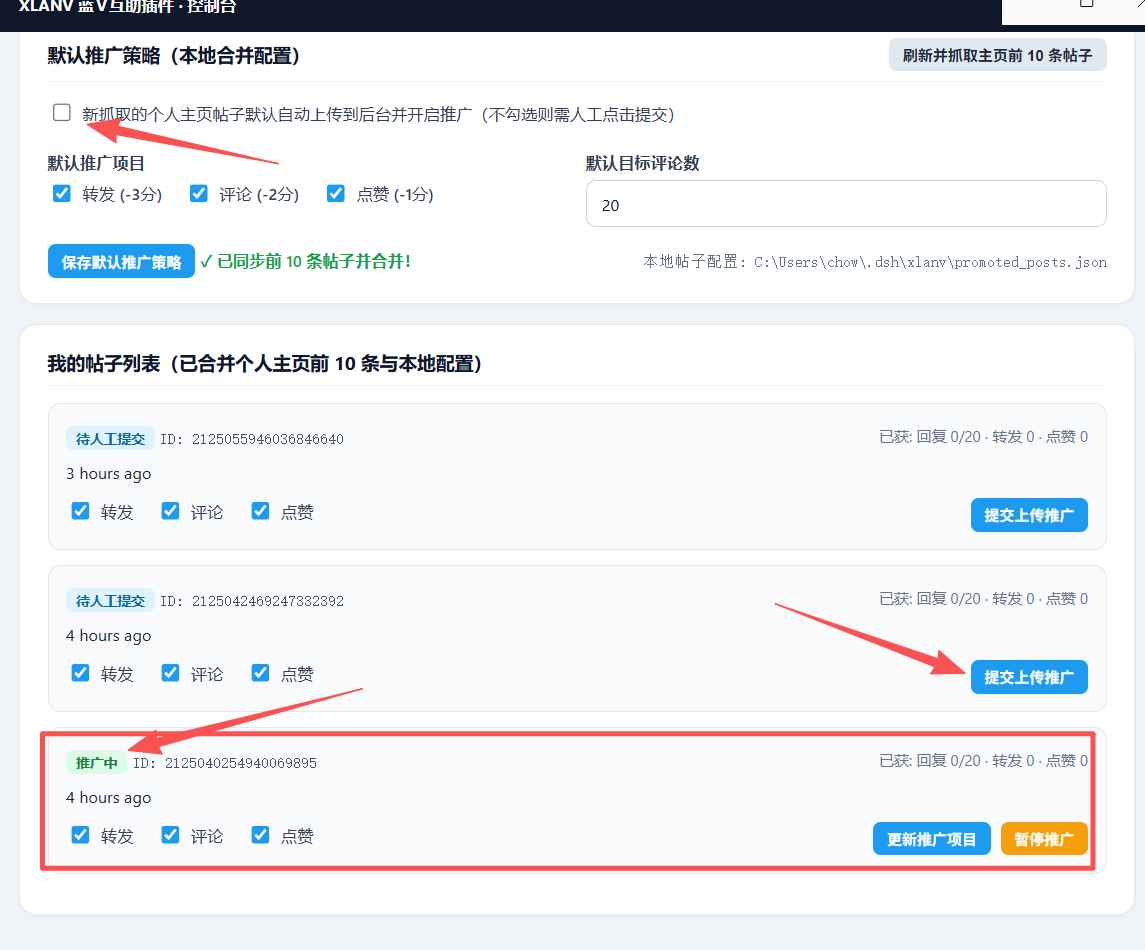 XLANV 蓝V互助插件 · 控制台
默认推广策略（本地合并配置）
刷新并抓取主页前 10 条帖子
新抓取的个人主页帖子默认自动上传到后台并开启推广（不勾选则需人工点击提交）
默认推广项目
默认目标评论数
转发 (-3分) 评论 (-2分) 点赞 (-1分)
20
保存默认推广策略 ✓ 已同步前 10 条帖子并合并！
本地帖子配置: C:\Users\chow\.dsh\xlanv\promoted_posts.json
我的帖子列表（已合并个人主页前 10 条与本地配置）
待人工提交 ID: 2125055946036846640
已获: 回复 0/20 · 转发 0 · 点赞 0
3 hours ago
转发 评论 点赞
提交上传推广
待人工提交 ID: 2125042469247332392
已获: 回复 0/20 · 转发 0 · 点赞 0
4 hours ago
转发 评论 点赞
提交上传推广
推广中 ID: 2125040254940069895
已获: 回复 0/20 · 转发 0 · 点赞 0
4 hours ago
转发 评论 点赞
更新推广项目 暂停推广